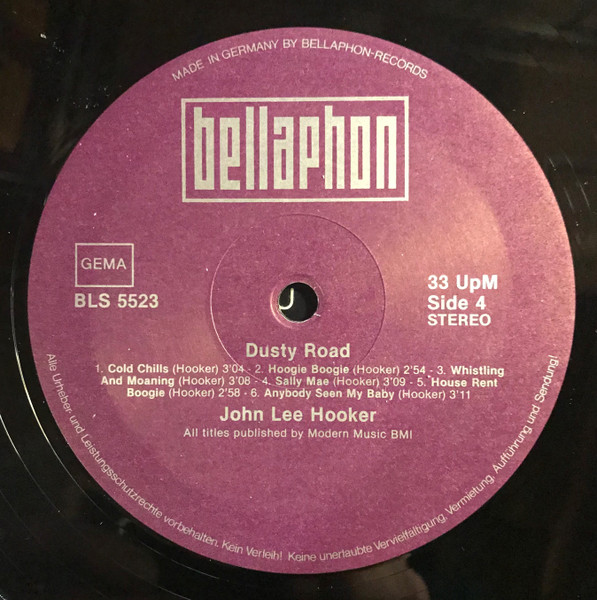 MADE IN GERMANY BY BELLAPHON-RECORDS
bellaphon
GEMA
BLS 5523
33 UpM
Side 4
STEREO
Dusty Road
1. Cold Chills (Hooker) 3'04 - 2. Hoogie Boogie (Hooker) 2'54 - 3. Whistling
And Moaning (Hooker) 3'08 - 4. Sally Mae (Hooker) 3'09 - 5. House Rent
Boogie (Hooker) 2'58 - 6. Anybody Seen My Baby (Hooker) 3'11
John Lee Hooker
All titles published by Modern Music BMI
Alle Urheber- und Leistungsschutzrechte vorbehalten. Kein Verleih! Keine unerlaubte Vervielfältigung, Vermietung, Aufführung und Sendung!